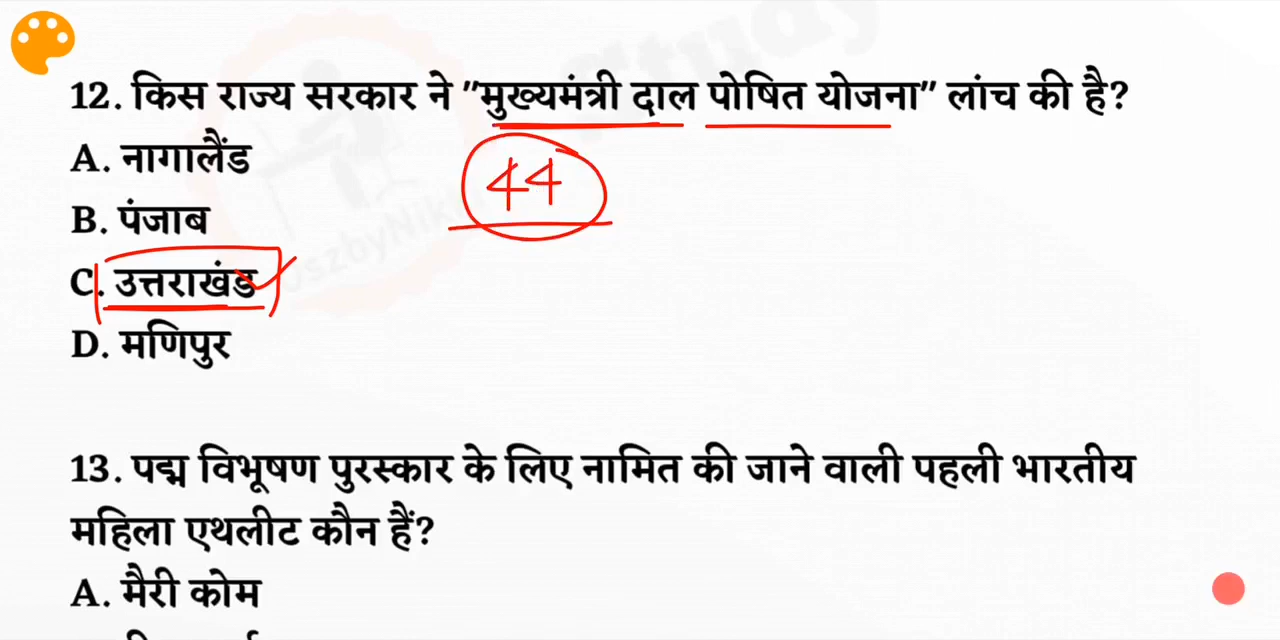 12. किस राज्य सरकार ने "मुख्यमंत्री दाल पोषित योजना" लांच की है?
A. नागालैंड
44
B. पंजाब
C. उत्तराखंड
D. मणिपुर
13. पद्म विभूषण पुरस्कार के लिए नामित की जाने वाली पहली भारतीय
महिला एथलीट कौन हैं?
A. मैरी कोम